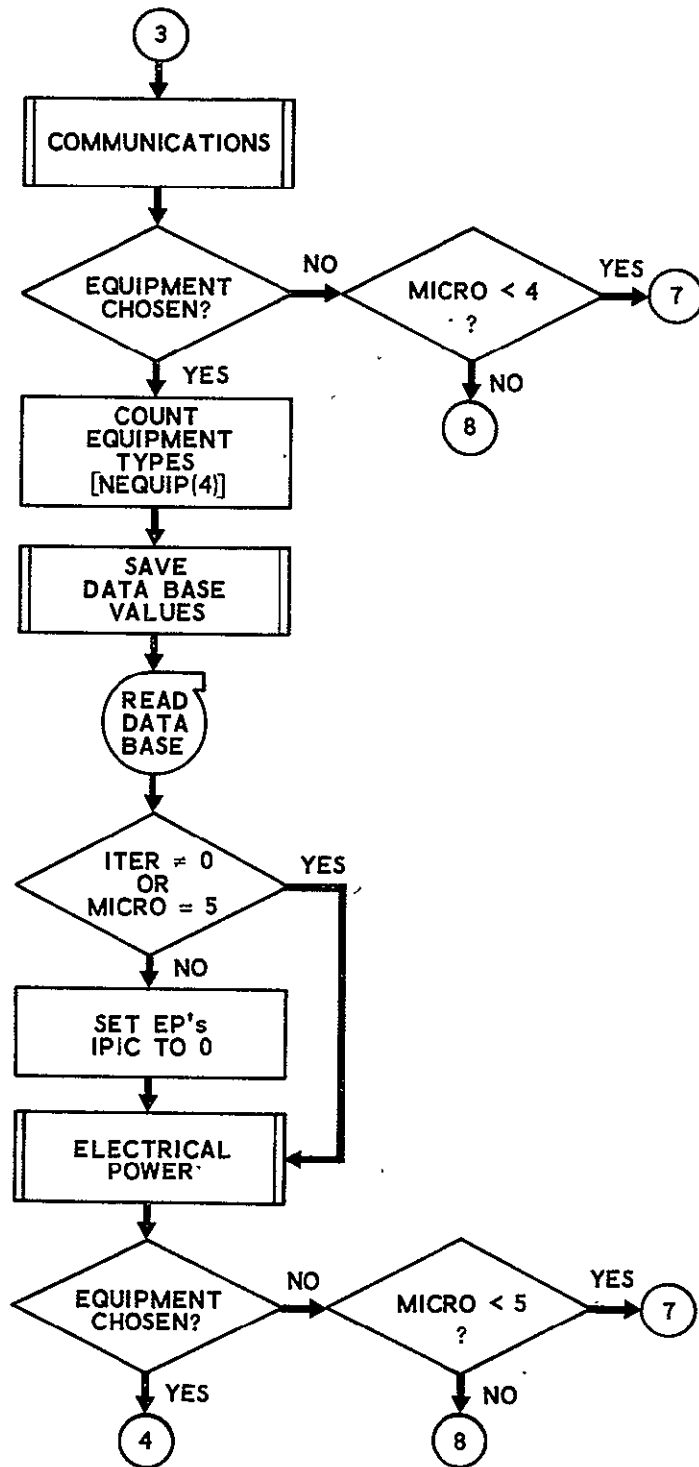 3
COMMUNICATIONS
EQUIPMENT
CHOSEN?
NO
MICRO < 4
?
YES
7
NO
8
YES
COUNT
EQUIPMENT
TYPES
[NEQUIP(4)]
SAVE
DATA BASE
VALUES
READ
DATA
BASE
ITER ≠ 0
OR
MICRO = 5
YES
NO
SET EP's
IPIC TO 0
ELECTRICAL
POWER
EQUIPMENT
CHOSEN?
NO
MICRO < 5
?
YES
7
NO
8
YES
4